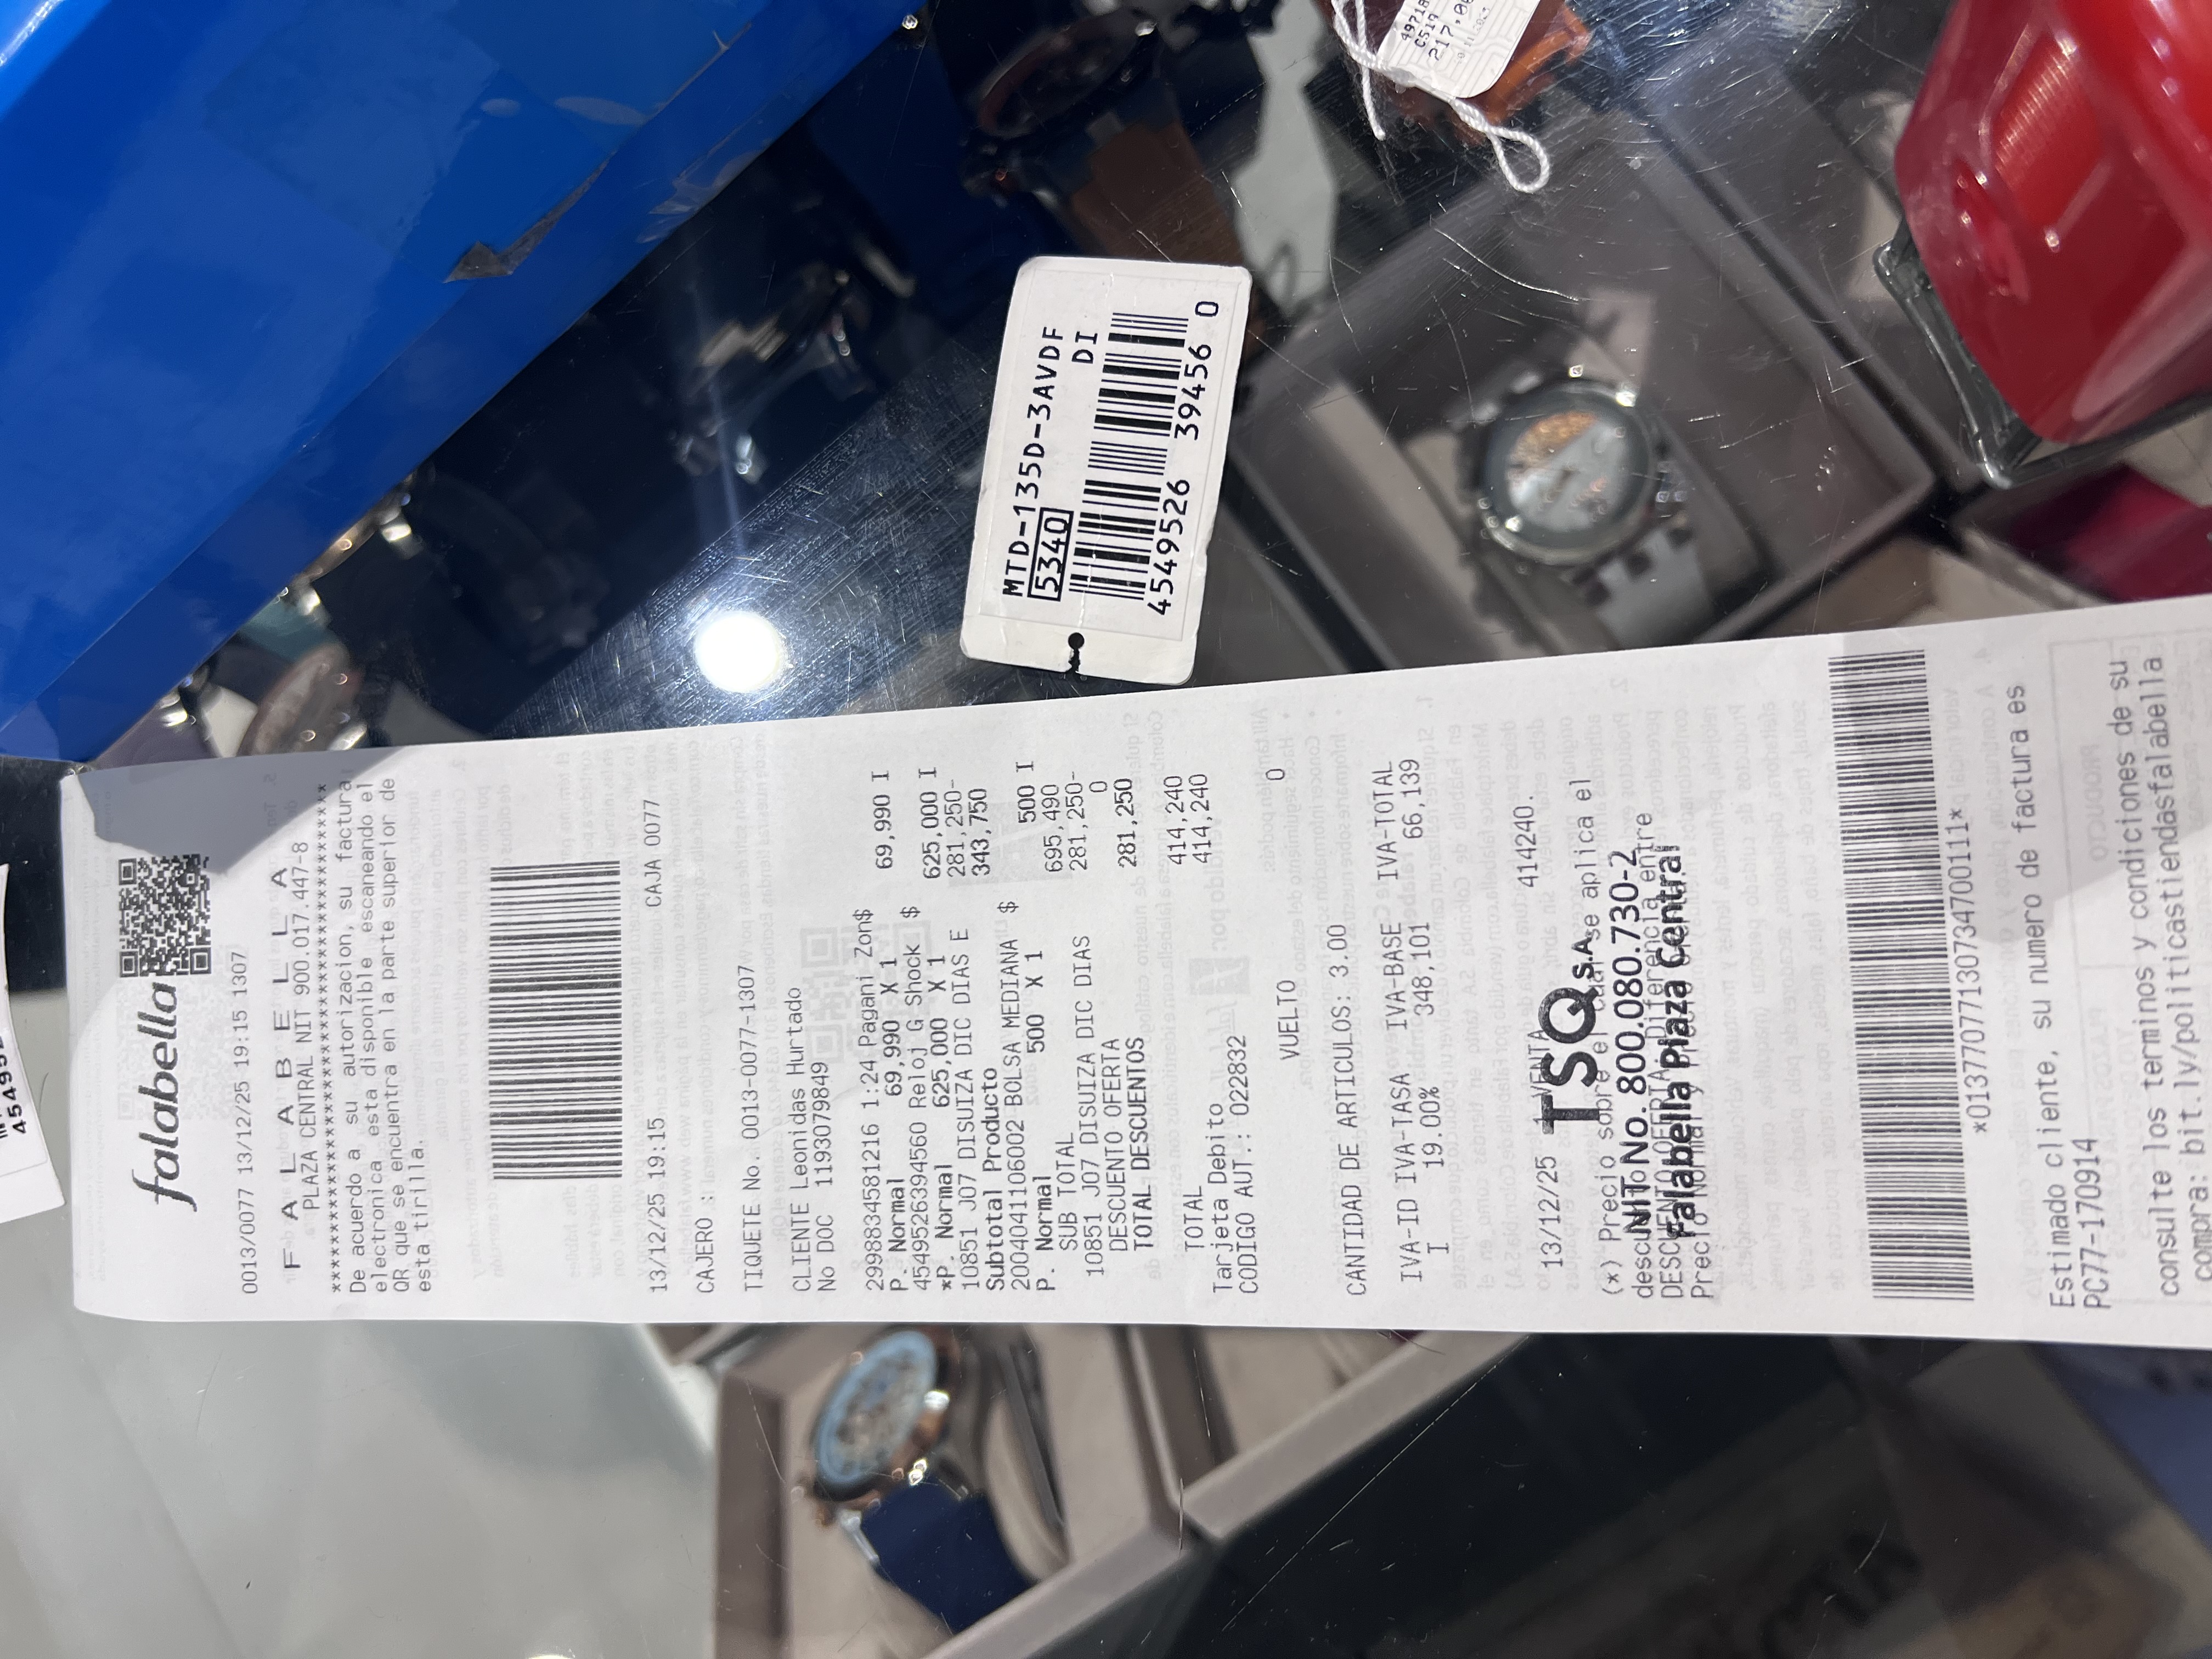 falabella
0013/0077 13/12/25 19:15 1307
F A L A B E L L A
PLAZA CENTRAL NIT 900.017.447-8
****************************************
De acuerdo a su autorizacion, su factura
electronica esta disponible escaneando el
QR que se encuentra en la parte superior de
esta tirilla.
13/12/25 19:15 CAJA 0077
CAJERO :
TIQUETE No. 0013-0077-1307
CLIENTE Leonidas Hurtado
No DOC 1193079849
2998834581216 1:24 Pagani Zon$ 69,990 I
P. Normal 69,990 X 1
4549526394560 Reloj G Shock $ 625,000 I
*P. Normal 625,000 X 1 281,250-
10851 J07 DISUIZA DIC DIAS E 343,750
Subtotal Producto
2004041106002 BOLSA MEDIANA $ 500 I
P. Normal 500 X 1
SUB TOTAL 695,490
10851 J07 DISUIZA DIC DIAS 281,250-
DESCUENTO OFERTA 0
TOTAL DESCUENTOS 281,250
TOTAL 414,240
Tarjeta Debito 414,240
CODIGO AUT.: 022832
VUELTO 0
CANTIDAD DE ARTICULOS: 3.00
IVA-ID IVA-TASA IVA-BASE IVA-TOTAL
I 19.00% 348,101 66,139
13/12/25 1 VENTA 414240.
TSQ S.A.
(*) Precio sobre el cual se aplica el
descuento
NIT No. 800.080.730-2
DESCUENTO OFERTA: Diferencia entre
Falabella Plaza Central
Precio Normal y
*013770771307347001​11*
Estimado cliente, su numero de factura es
PC77-170914
consulte los terminos y condiciones de su
compra: bit.ly/politicastiendasfalabella
MTD-135D-3AVDF
5340 DI
4549526 39456 0
49718
C519
217,00